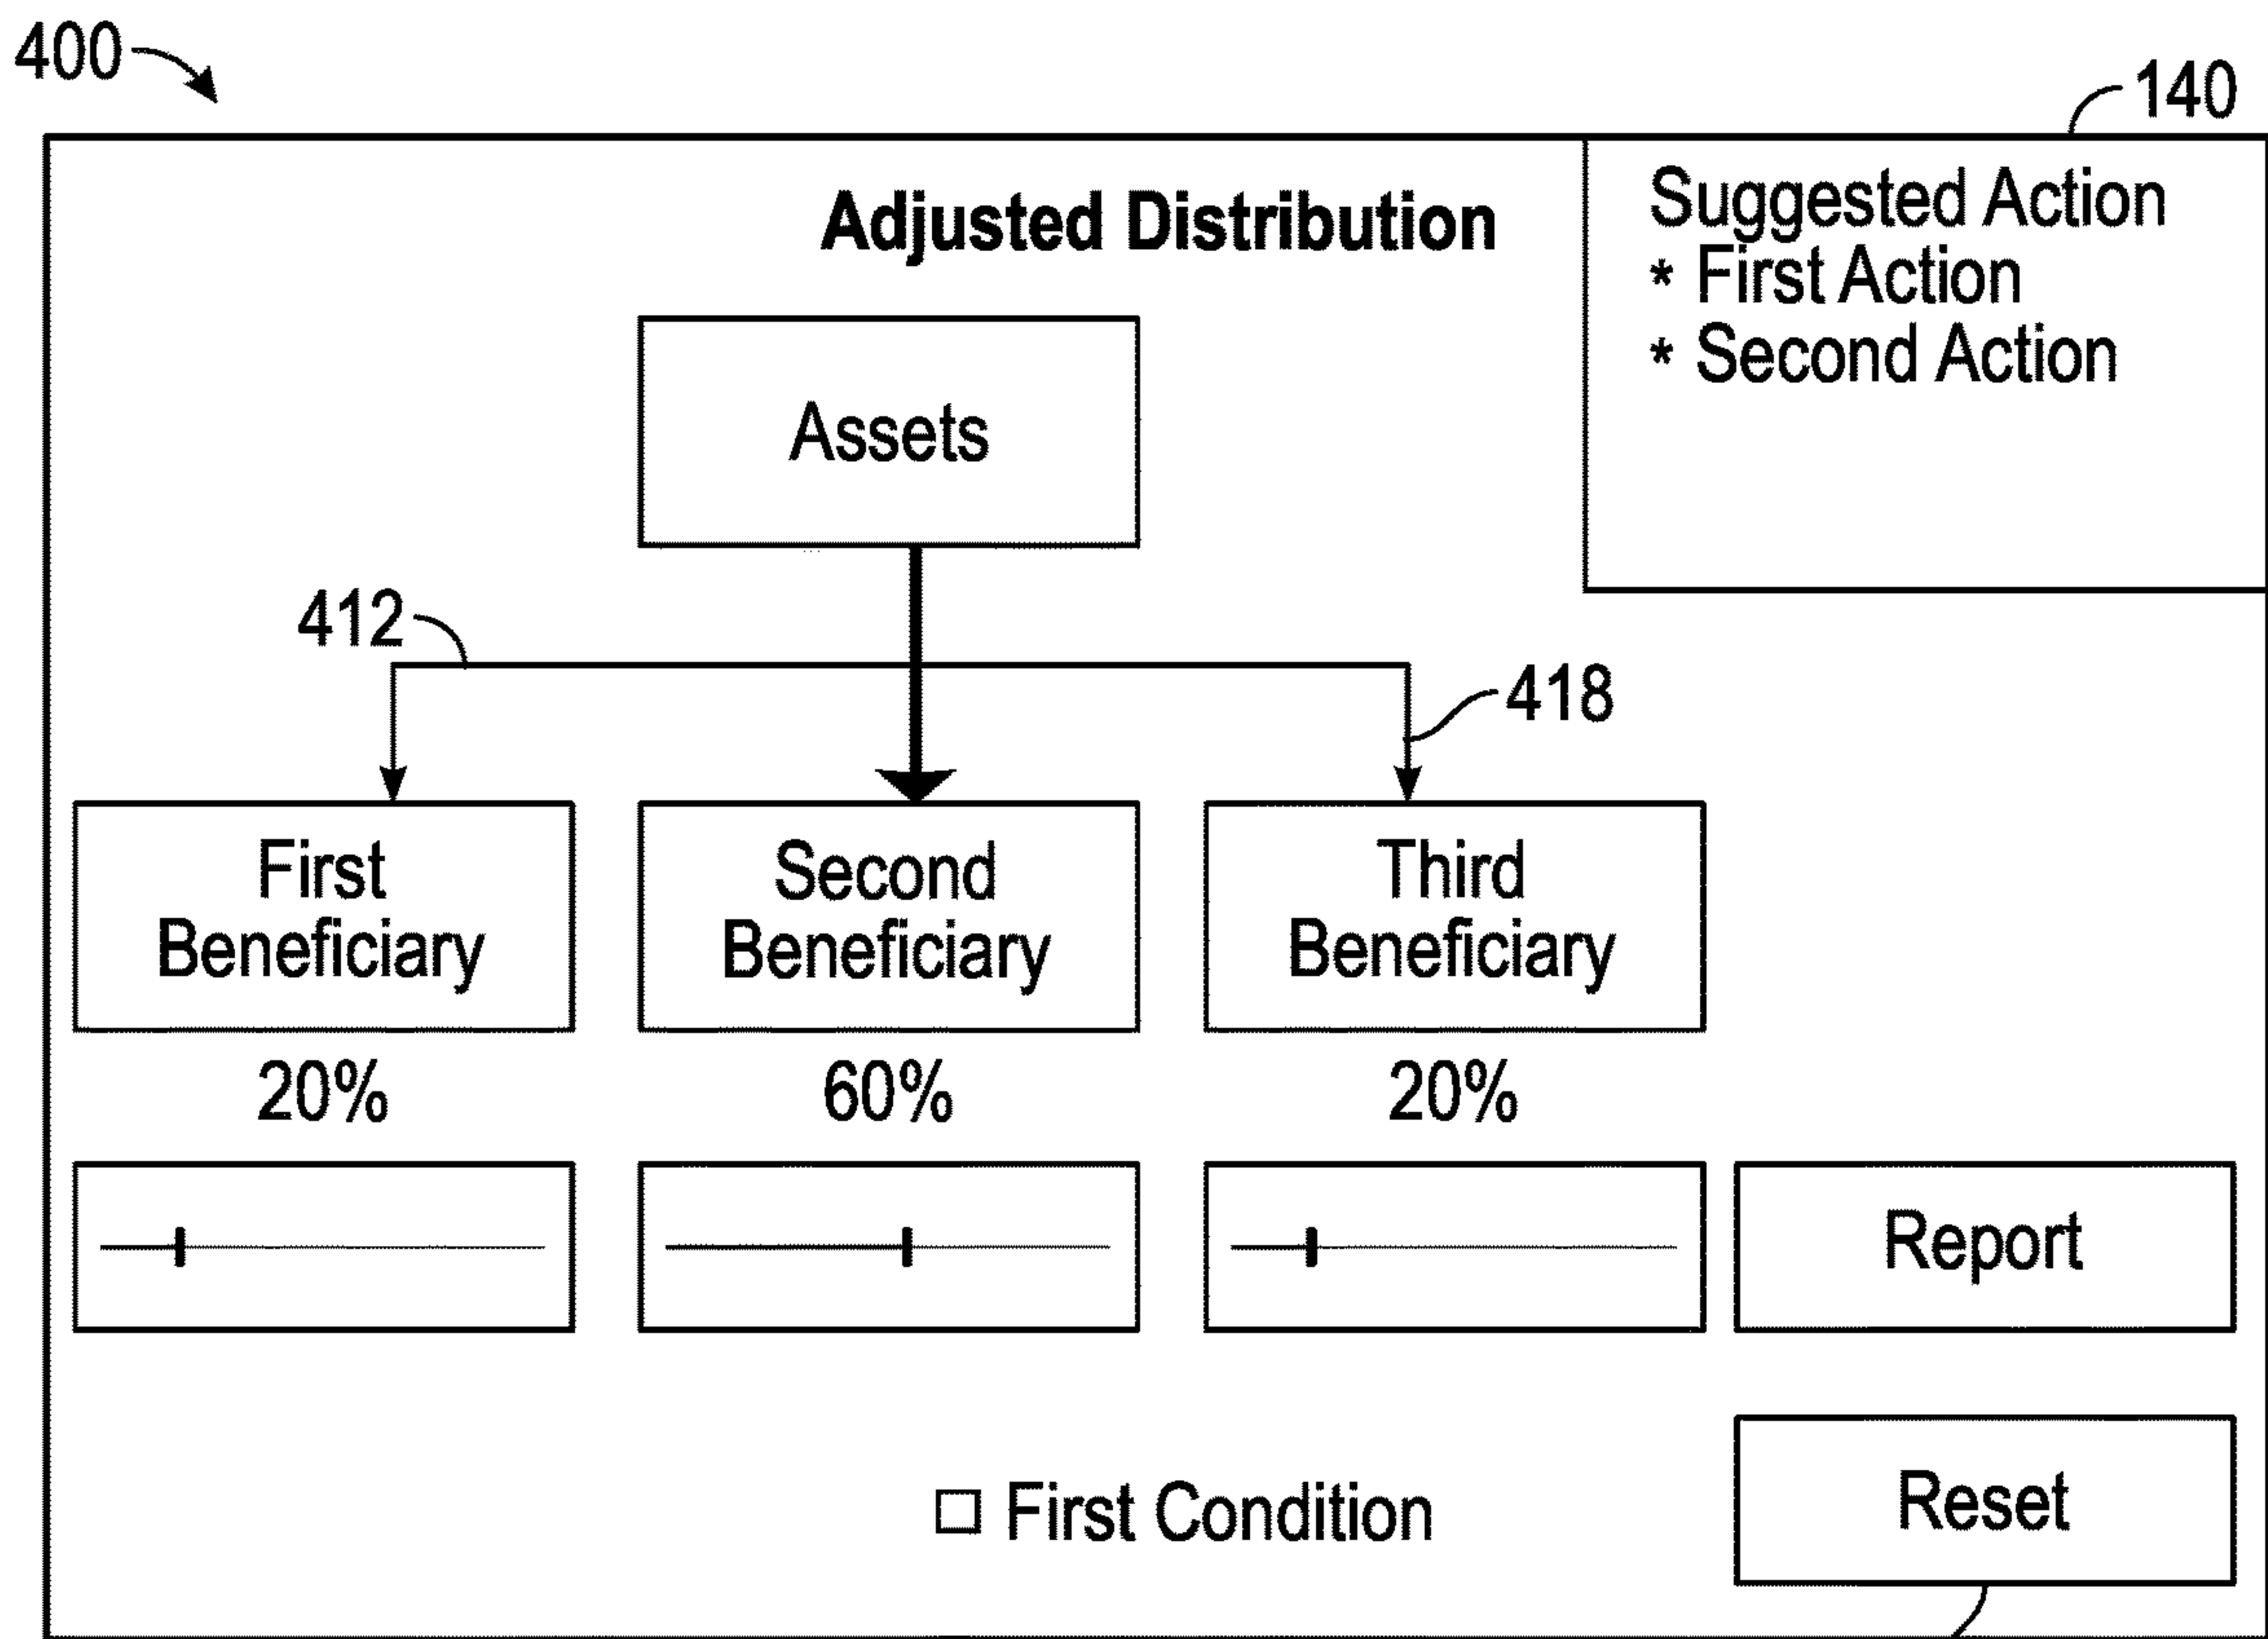 400
140
Adjusted Distribution
Suggested Action
* First Action
* Second Action
Assets
412
418
First
Beneficiary
Second
Beneficiary
Third
Beneficiary
20%
60%
20%
Report
Reset
First Condition